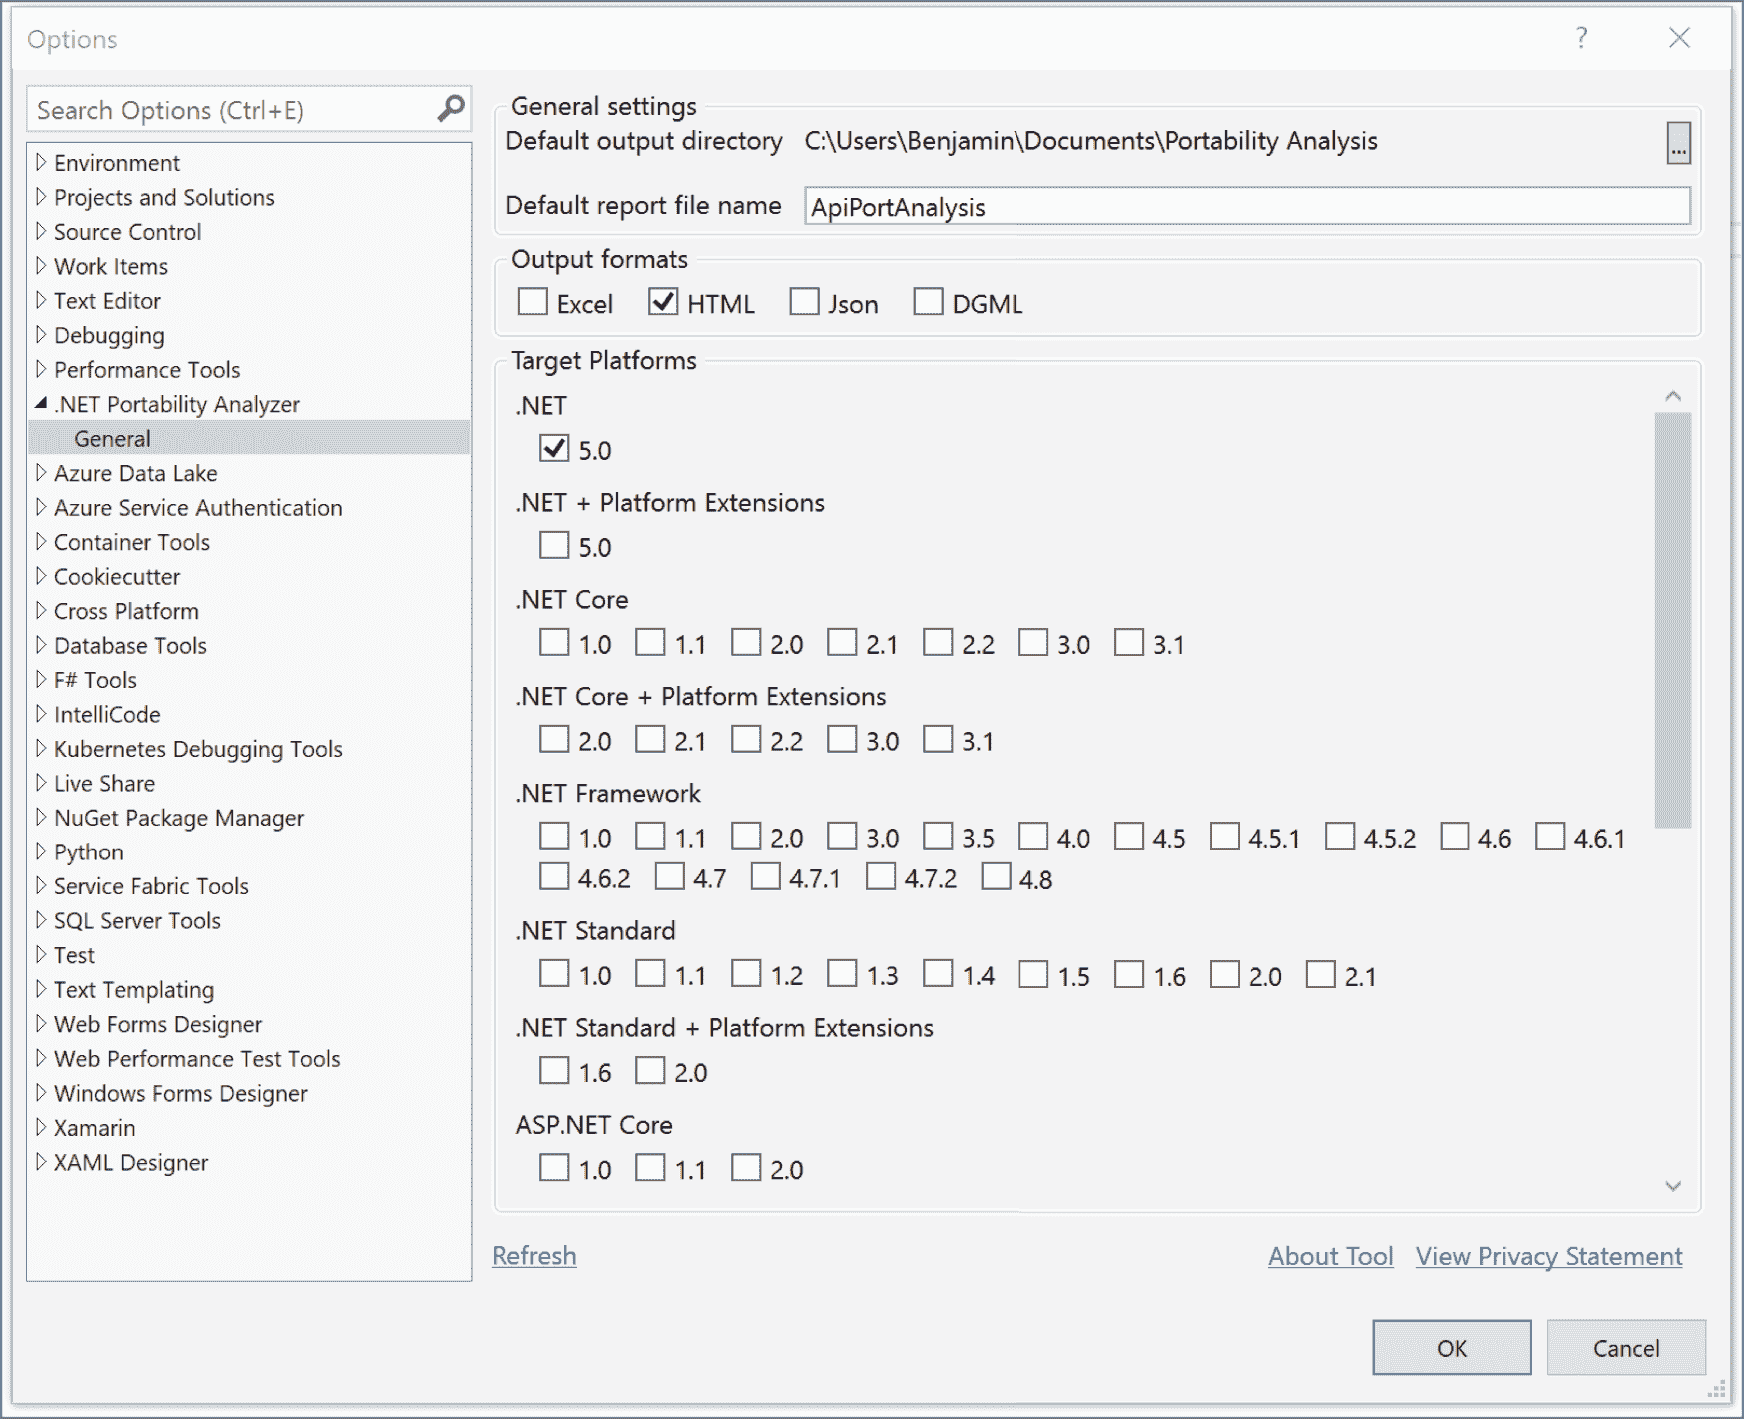 Options
?
Search Options (Ctrl+E)
Environment
Projects and Solutions
Source Control
Work Items
Text Editor
Debugging
Performance Tools
.NET Portability Analyzer
General
Azure Data Lake
Azure Service Authentication
Container Tools
Cookiecutter
Cross Platform
Database Tools
F# Tools
IntelliCode
Kubernetes Debugging Tools
Live Share
NuGet Package Manager
Python
Service Fabric Tools
SQL Server Tools
Test
Text Templating
Web Forms Designer
Web Performance Test Tools
Windows Forms Designer
Xamarin
XAML Designer
General settings
Default output directory C:\Users\Benjamin\Documents\Portability Analysis ...
Default report file name ApiPortAnalysis
Output formats
Excel HTML Json DGML
Target Platforms
.NET
5.0
.NET + Platform Extensions
5.0
.NET Core
1.0 1.1 2.0 2.1 2.2 3.0 3.1
.NET Core + Platform Extensions
2.0 2.1 2.2 3.0 3.1
.NET Framework
1.0 1.1 2.0 3.0 3.5 4.0 4.5 4.5.1 4.5.2 4.6 4.6.1
4.6.2 4.7 4.7.1 4.7.2 4.8
.NET Standard
1.0 1.1 1.2 1.3 1.4 1.5 1.6 2.0 2.1
.NET Standard + Platform Extensions
1.6 2.0
ASP.NET Core
1.0 1.1 2.0
Refresh About Tool View Privacy Statement
OK Cancel